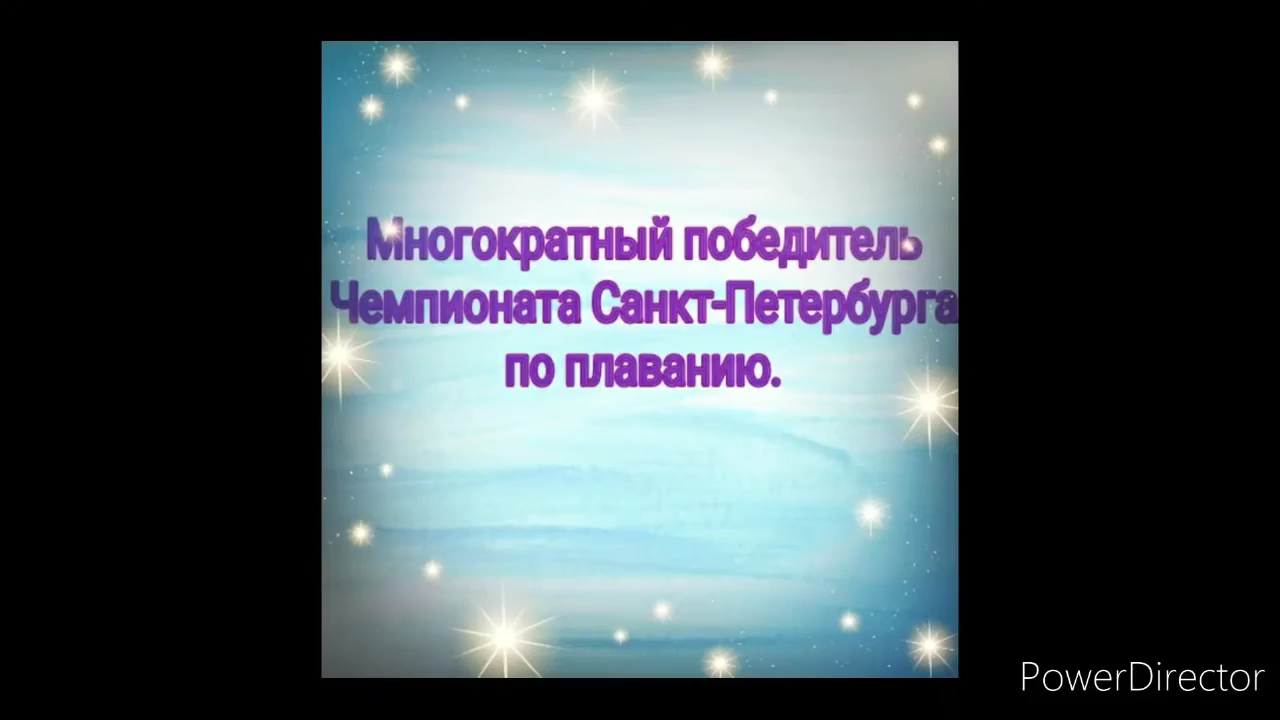 Многократный победитель
Чемпионата Санкт-Петербурга
по плаванию.
PowerDirector